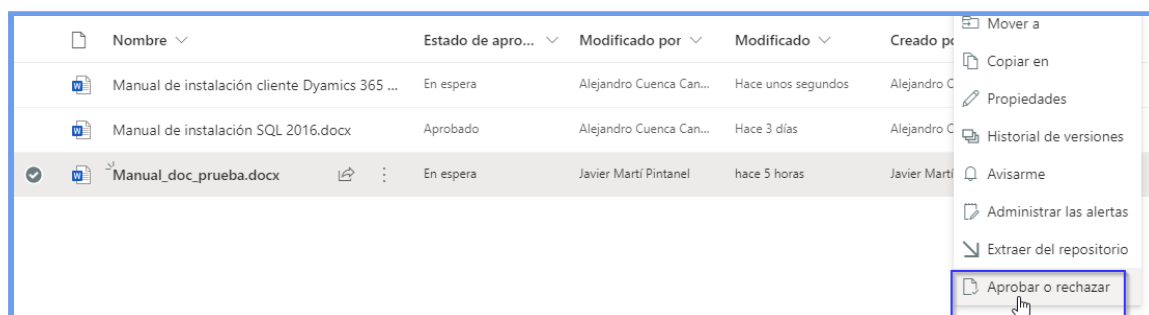 Nombre Estado de apro... Modificado por Modificado Creado po
Manual de instalación cliente Dyamics 365 ... En espera Alejandro Cuenca Can... Hace unos segundos Alejandro C
Manual de instalación SQL 2016.docx Aprobado Alejandro Cuenca Can... Hace 3 días Alejandro C
Manual_doc_prueba.docx En espera Javier Martí Pintanel hace 5 horas Javier Martí
Mover a
Copiar en
Propiedades
Historial de versiones
Avisarme
Administrar las alertas
Extraer del repositorio
Aprobar o rechazar